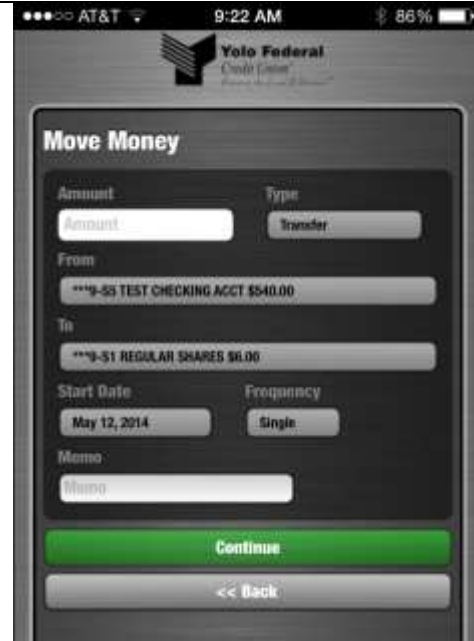 AT&T 9:22 AM 86%
Yolo Federal
Credit Union
Move Money
Amount Type
Amount Transfer
From
***9-S5 TEST CHECKING ACCT $540.00
To
***9-S1 REGULAR SHARES $6.00
Start Date Frequency
May 12, 2014 Single
Memo
Memo
Continue
<< Back